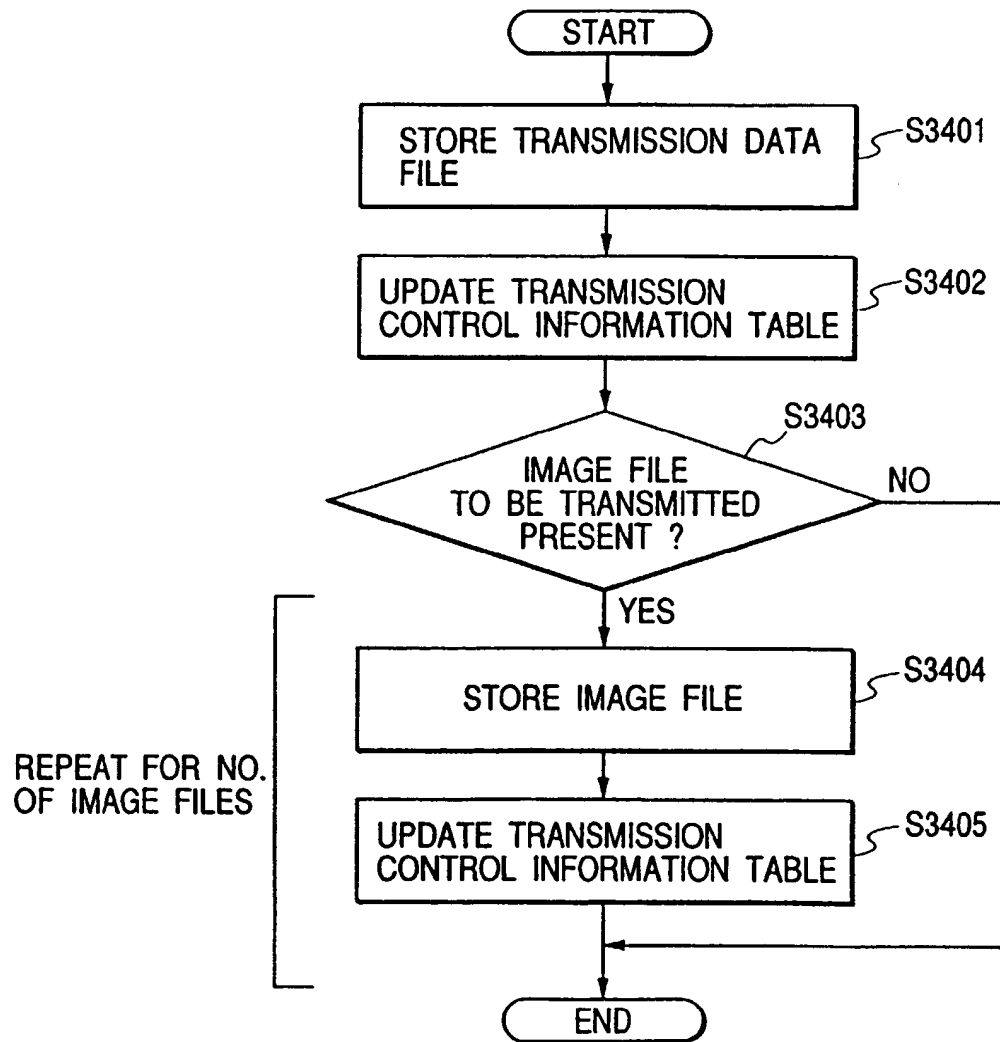 START
STORE TRANSMISSION DATA
FILE
S3401
UPDATE TRANSMISSION
CONTROL INFORMATION TABLE
S3402
S3403
IMAGE FILE
TO BE TRANSMITTED
PRESENT ?
NO
YES
STORE IMAGE FILE
S3404
REPEAT FOR NO.
OF IMAGE FILES
UPDATE TRANSMISSION
CONTROL INFORMATION TABLE
S3405
END